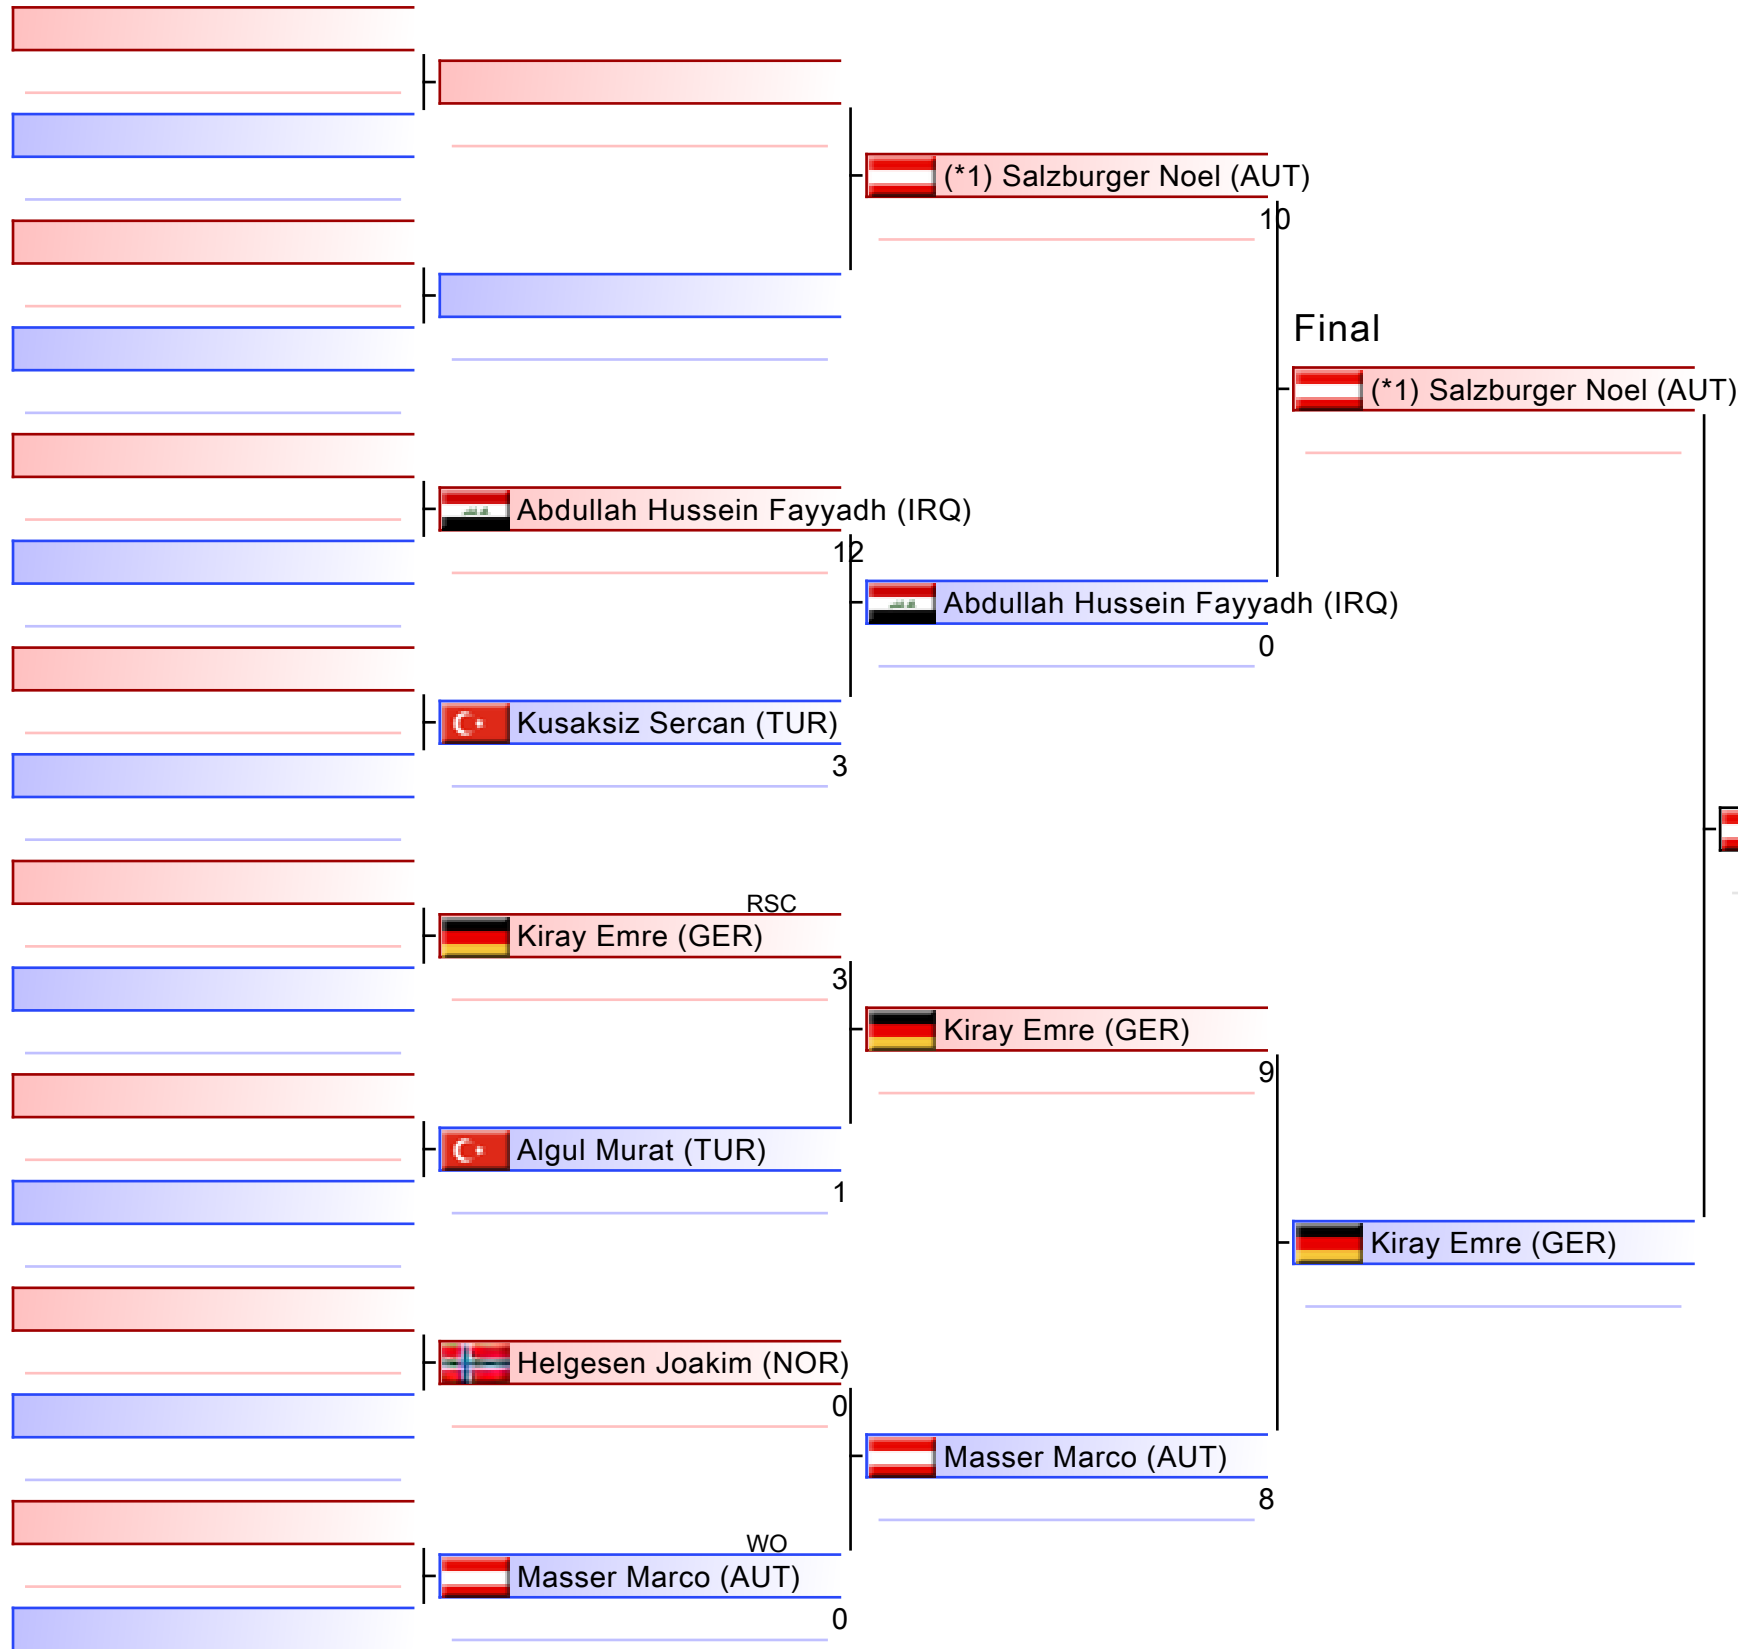 (*1) Salzburger Noel (AUT)
10
Final
(*1) Salzburger Noel (AUT)
Abdullah Hussein Fayyadh (IRQ)
12
Abdullah Hussein Fayyadh (IRQ)
0
Kusaksiz Sercan (TUR)
3
RSC
Kiray Emre (GER)
3
Kiray Emre (GER)
9
Algul Murat (TUR)
1
Kiray Emre (GER)
Helgesen Joakim (NOR)
0
Masser Marco (AUT)
8
WO
Masser Marco (AUT)
0